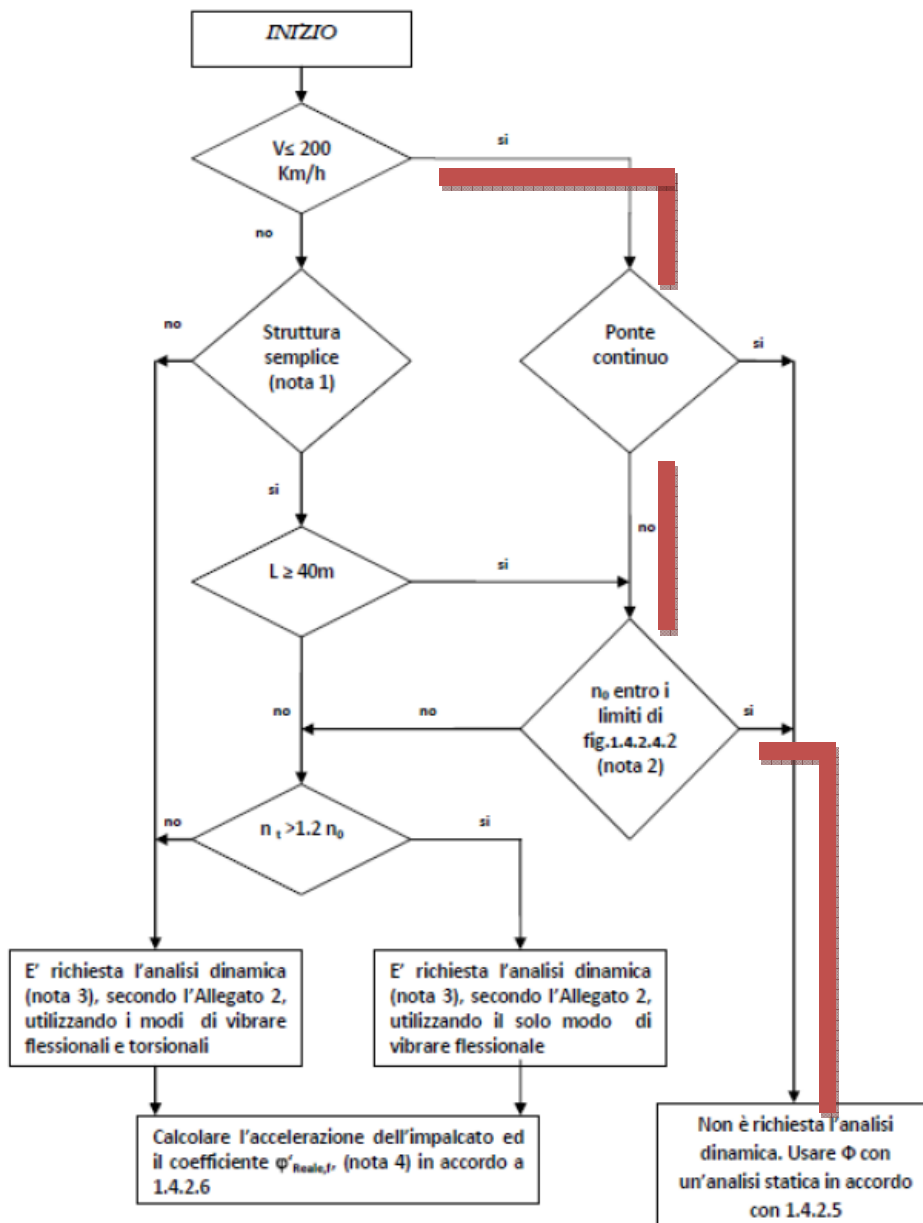 INIZIO
V≤ 200
Km/h
si
no
no
Struttura
semplice
(nota 1)
Ponte
continuo
si
si
no
L ≥ 40m
si
n₀ entro i
limiti di
fig.1.4.2.4.2
(nota 2)
no
no
si
no
n t >1.2 n₀
si
E’ richiesta l’analisi dinamica
(nota 3), secondo l’Allegato 2,
utilizzando i modi di vibrare
flessionali e torsionali
E’ richiesta l’analisi dinamica
(nota 3), secondo l’Allegato 2,
utilizzando il solo modo di
vibrare flessionale
Calcolare l’accelerazione dell’impalcato ed
il coefficiente φ’Reale,f, (nota 4) in accordo a
1.4.2.6
Non è richiesta l’analisi
dinamica. Usare Φ con
un’analisi statica in accordo
con 1.4.2.5